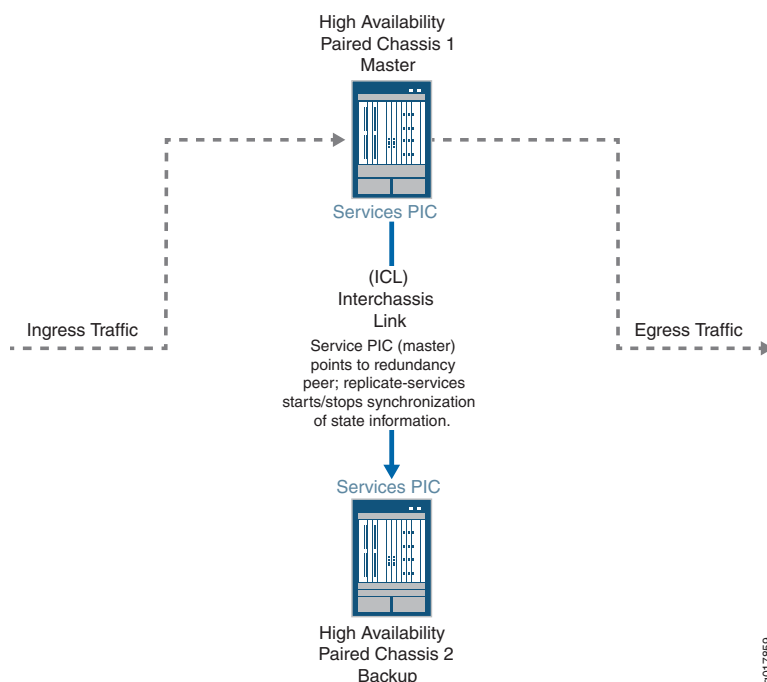 High Availability
Paired Chassis 1
Master
Services PIC
(ICL)
Interchassis
Link
Ingress Traffic
Egress Traffic
Service PIC (master)
points to redundancy
peer; replicate-services
starts/stops synchronization
of state information.
Services PIC
High Availability
Paired Chassis 2
Backup
g017859